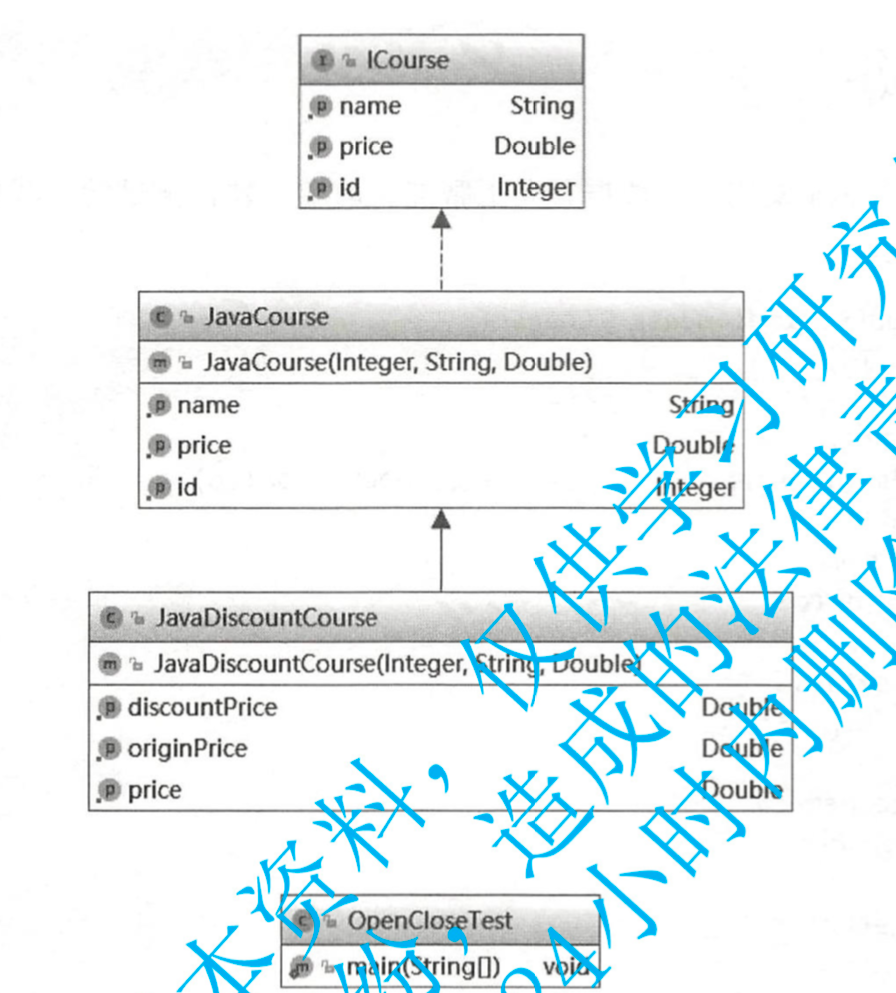 ICourse
name String
price Double
id Integer
JavaCourse
JavaCourse(Integer, String, Double)
name String
price Double
id Integer
JavaDiscountCourse
JavaDiscountCourse(Integer, String, Double)
discountPrice Double
originPrice Double
price Double
OpenCloseTest
main(String[]) void
本资料，仅供学习研究
造成的法律责
24小时内删除